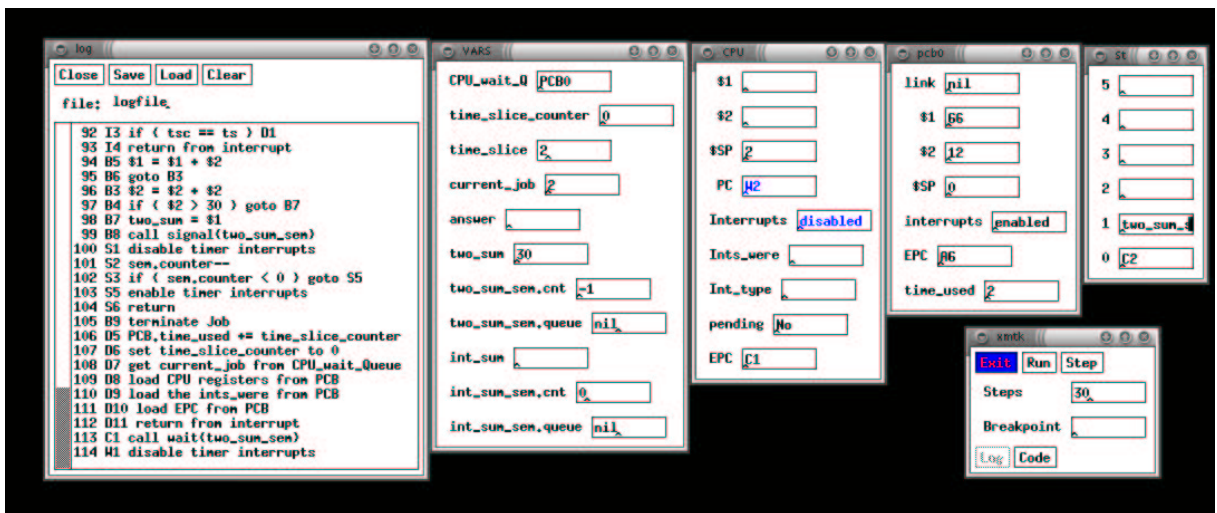 log
Close Save Load Clear
file: logfile
92 I3 if ( tsc == ts ) D1
93 I4 return from interrupt
94 B5 $1 = $1 + $2
95 B6 goto B3
96 B3 $2 = $2 + $2
97 B4 if ( $2 > 30 ) goto B7
98 B7 two_sum = $1
99 B8 call signal(two_sum_sem)
100 S1 disable timer interrupts
101 S2 sem.counter--
102 S3 if ( sem.counter < 0 ) goto S5
103 S5 enable timer interrupts
104 S6 return
105 B9 terminate Job
106 D5 PCB.time_used += time_slice_counter
107 D6 set time_slice_counter to 0
108 D7 get current_job from CPU_wait_Queue
109 D8 load CPU registers from PCB
110 D9 load the ints_were from PCB
111 D10 load EPC from PCB
112 D11 return from interrupt
113 C1 call wait(two_sum_sem)
114 W1 disable timer interrupts
VARS
CPU_wait_Q PCB0
time_slice_counter 0
time_slice 2
current_job 2
answer
two_sum 30
two_sum_sem.cnt -1
two_sum_sem.queue nil
int_sum
int_sum_sem.cnt 0
int_sum_sem.queue nil
CPU
$1
$2
$SP 2
PC W2
Interrupts disabled
Ints_were
Int_type
pending No
EPC C1
pcb0
link nil
$1 66
$2 12
$SP 0
interrupts enabled
EPC A6
time_used 2
St
5
4
3
2
1 two_sum_s
0 C2
xmtk
Exit Run Step
Steps 30
Breakpoint
Log Code